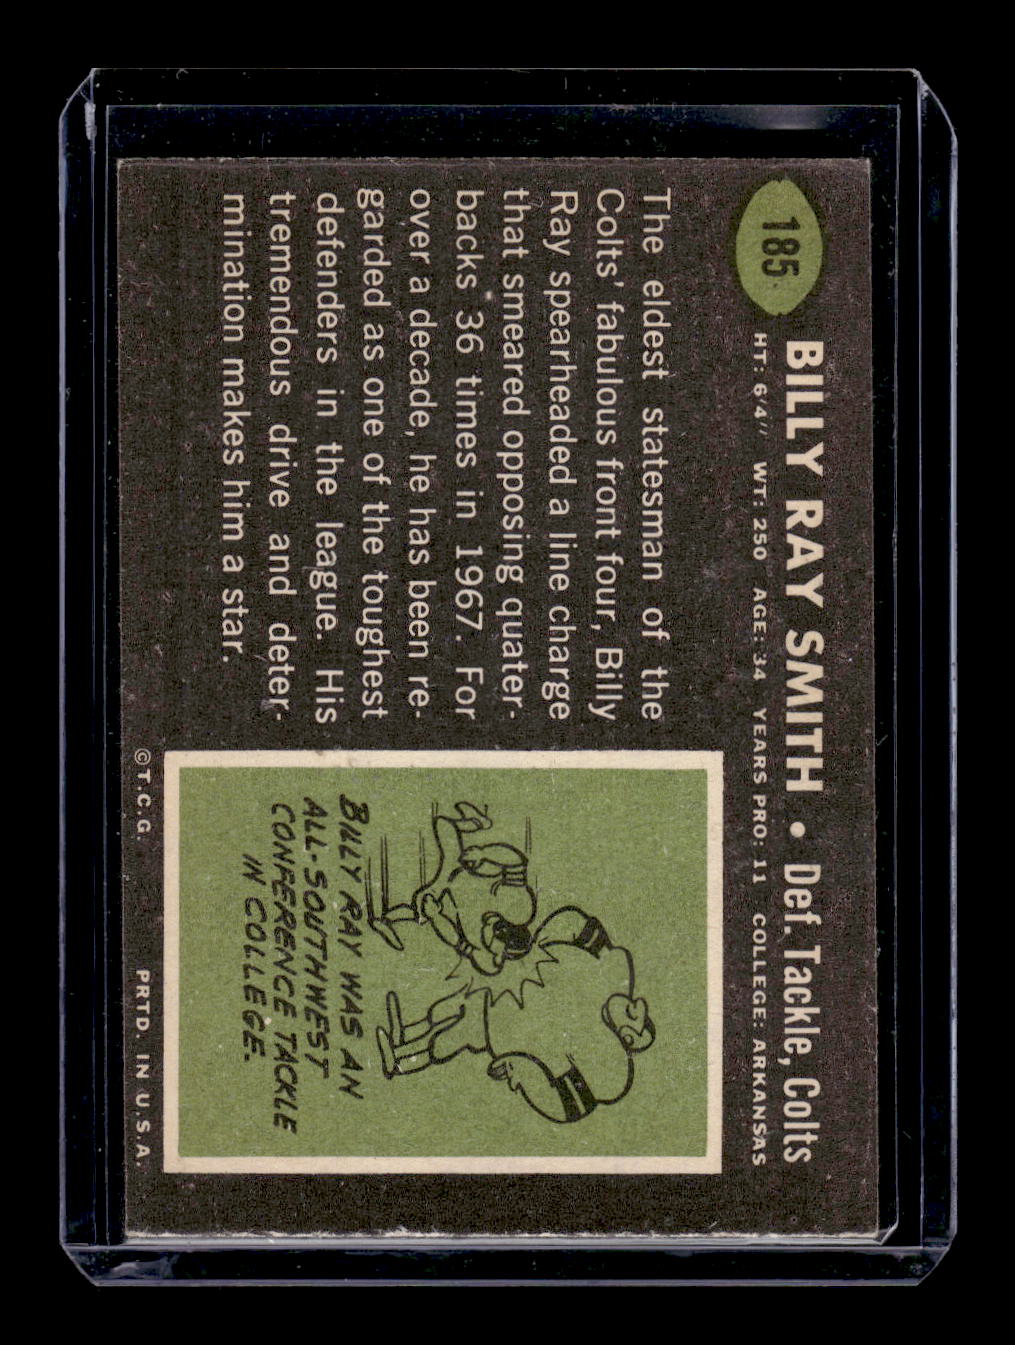 185
BILLY RAY SMITH • Def. Tackle, Colts
HT: 6'4" WT: 250 AGE: 34 YEARS PRO: 11 COLLEGE: ARKANSAS
The eldest statesman of the
Colts' fabulous front four, Billy
Ray spearheaded a line charge
that smeared opposing quater-
backs 36 times in 1967. For
over a decade, he has been re-
garded as one of the toughest
defenders in the league. His
tremendous drive and deter-
mination makes him a star.
BILLY RAY WAS AN
ALL-SOUTHWEST
CONFERENCE TACKLE
IN COLLEGE.
©T.C.G. PRTD. IN U.S.A.